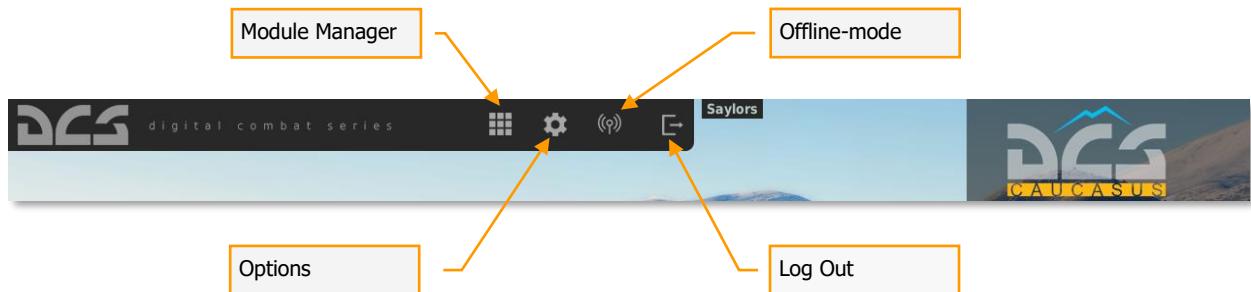 Module Manager
Offline-mode
DCS digital combat series
Saylors
DCS
CAUCASUS
Options
Log Out